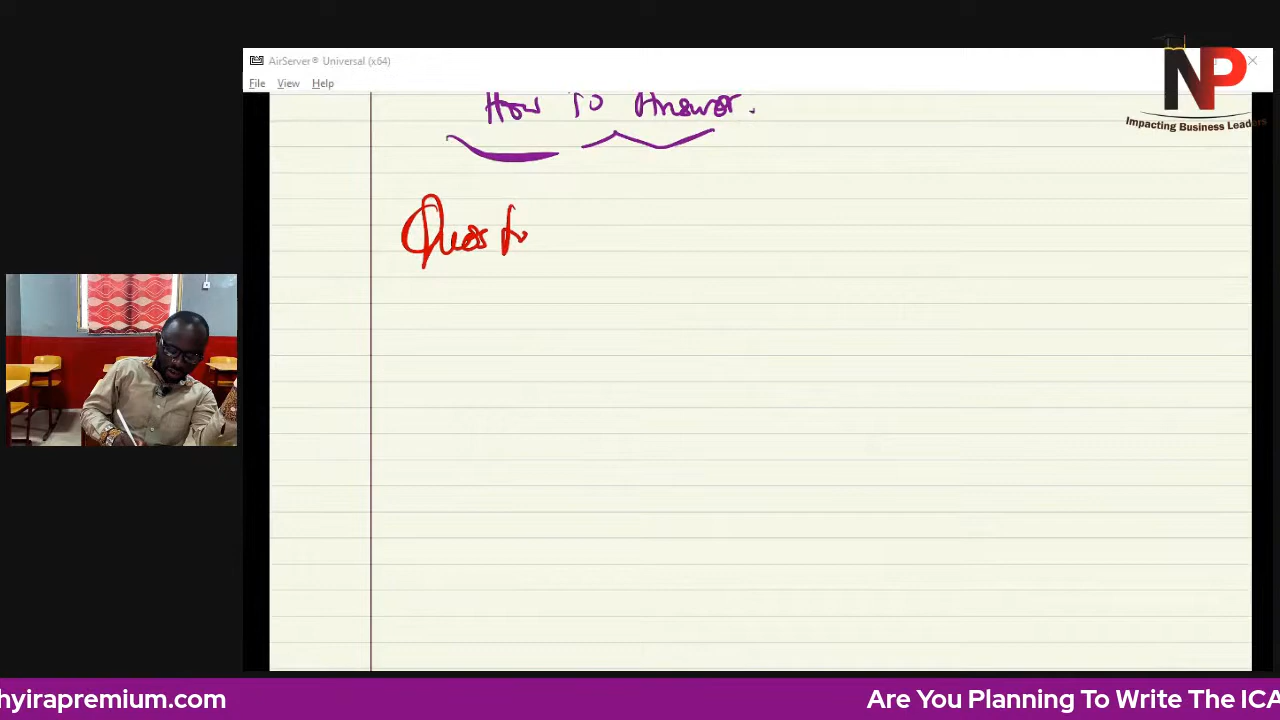 AirServer® Universal (x64)
File View Help
NP
Impacting Business Leaders
How To Answer.
Questi
hyirapremium.com
Are You Planning To Write The ICA